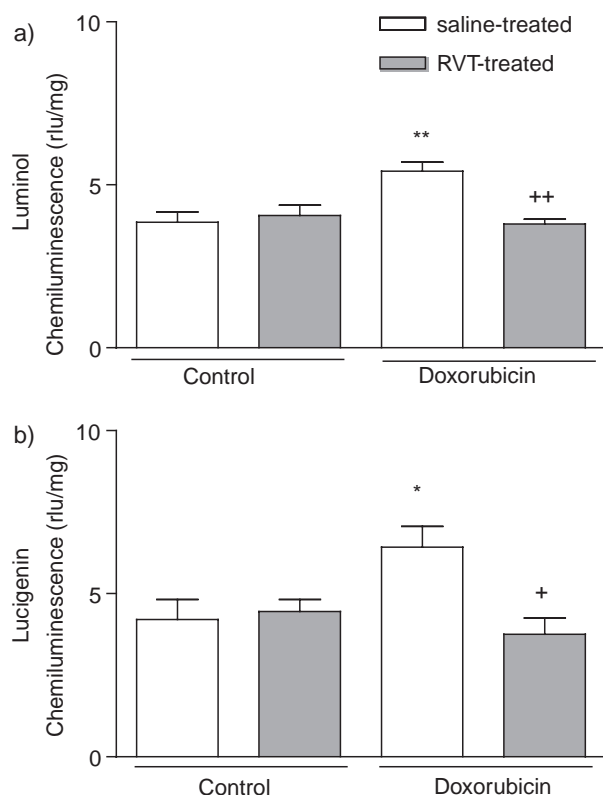 a)
saline-treated
RVT-treated
Luminol
Chemiluminescence (rlu/mg)
10
5
0
**
++
Control
Doxorubicin
b)
Lucigenin
Chemiluminescence (rlu/mg)
10
5
0
*
+
Control
Doxorubicin